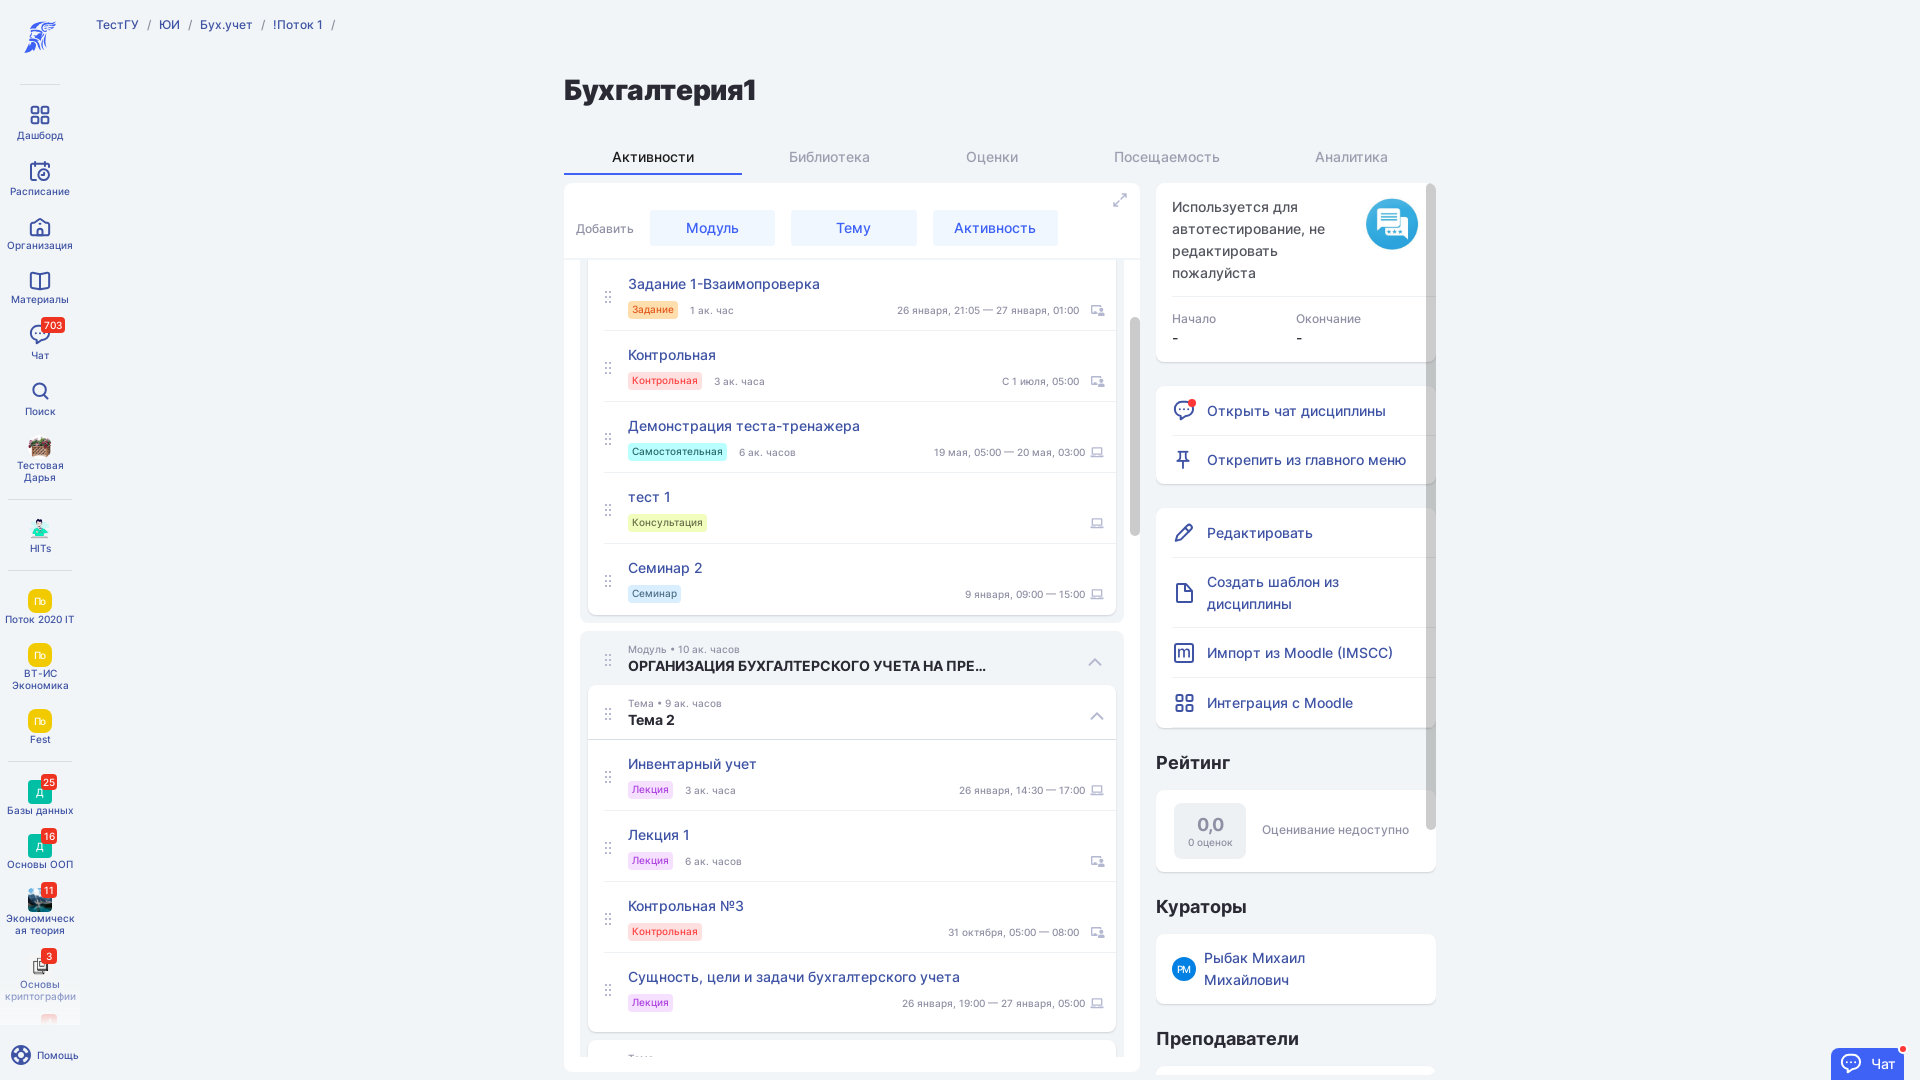 ТестГУ / ЮИ / Бух.учет / !Поток 1 /
Дашборд
Расписание
Организация
Материалы
703
Чат
Поиск
Тестовая
Дарья
HITs
По
Поток 2020 IT
По
ВТ-ИС
Экономика
По
Fest
25
Д
Базы данных
16
Д
Основы ООП
11
Экономическ
ая теория
3
Основы
криптографии
Помощь
Бухгалтерия1
Активности
Библиотека
Оценки
Посещаемость
Аналитика
Добавить
Модуль
Тему
Активность
Задание 1-Взаимопроверка
Задание 1 ак. час 26 января, 21:05 — 27 января, 01:00
Контрольная
Контрольная 3 ак. часа С 1 июля, 05:00
Демонстрация теста-тренажера
Самостоятельная 6 ак. часов 19 мая, 05:00 — 20 мая, 03:00
тест 1
Консультация
Семинар 2
Семинар 9 января, 09:00 — 15:00
Модуль • 10 ак. часов
ОРГАНИЗАЦИЯ БУХГАЛТЕРСКОГО УЧЕТА НА ПРЕ...
Тема • 9 ак. часов
Тема 2
Инвентарный учет
Лекция 3 ак. часа 26 января, 14:30 — 17:00
Лекция 1
Лекция 6 ак. часов
Контрольная №3
Контрольная 31 октября, 05:00 — 08:00
Сущность, цели и задачи бухгалтерского учета
Лекция 26 января, 19:00 — 27 января, 05:00
Используется для
автотестирование, не
редактировать
пожалуйста
Начало Окончание
- -
Открыть чат дисциплины
Открепить из главного меню
Редактировать
Создать шаблон из
дисциплины
Импорт из Moodle (IMSCC)
Интеграция с Moodle
Рейтинг
0,0
0 оценок
Оценивание недоступно
Кураторы
РМ
Рыбак Михаил
Михайлович
Преподаватели
Чат